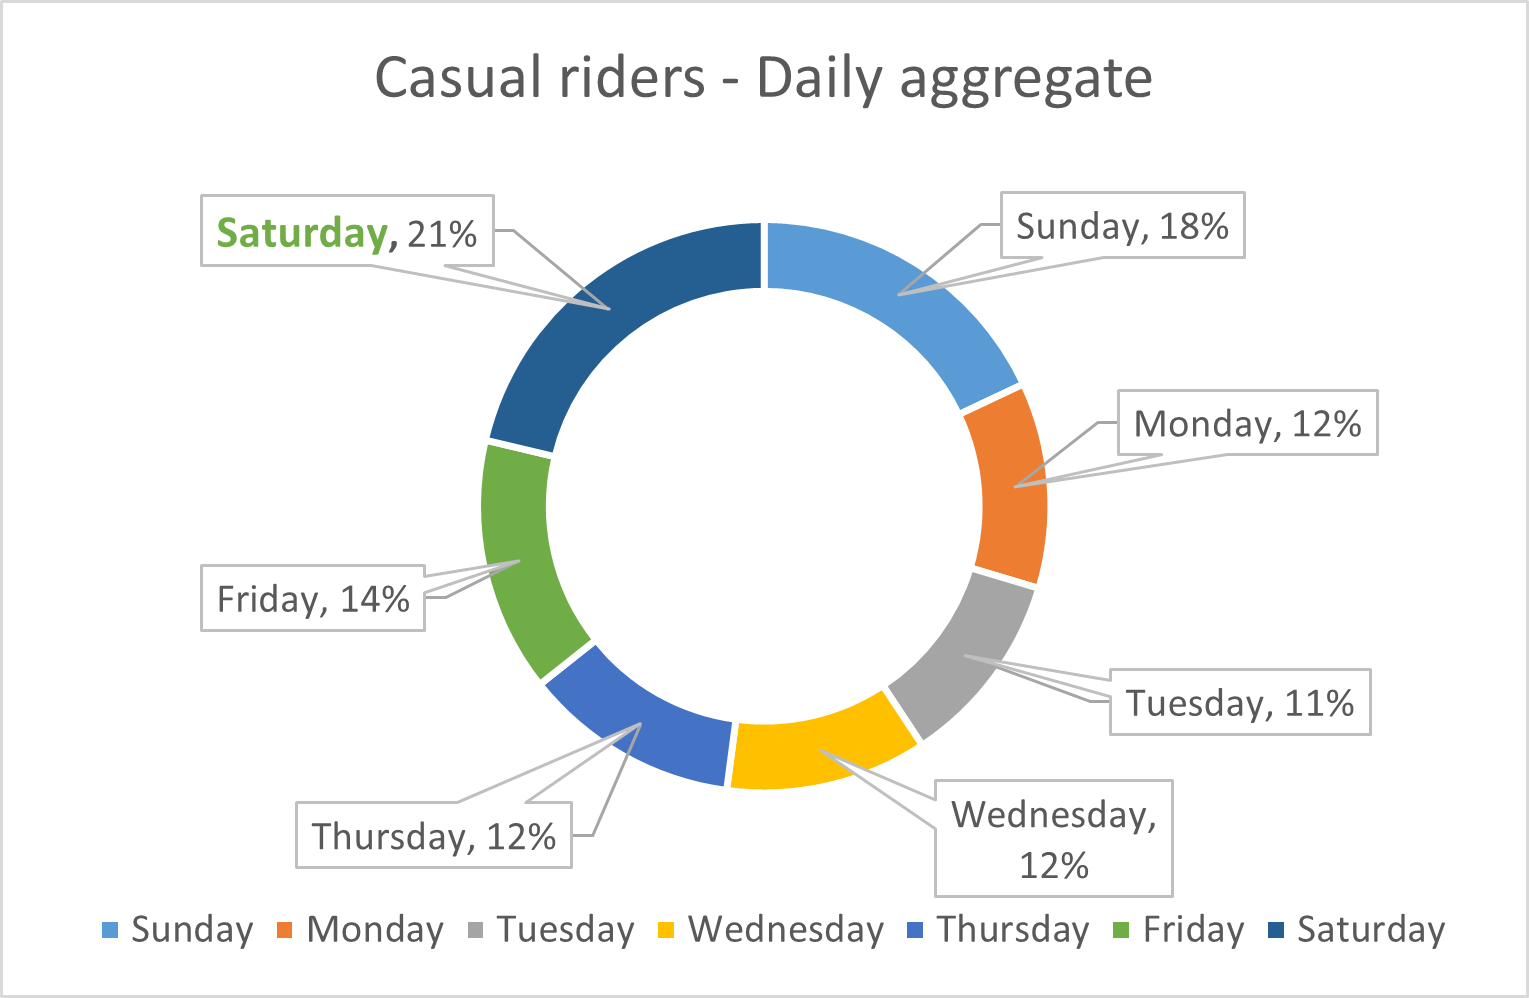 Casual riders - Daily aggregate
Saturday, 21%
Sunday, 18%
Monday, 12%
Friday, 14%
Tuesday, 11%
Wednesday,
12%
Thursday, 12%
Sunday Monday Tuesday Wednesday Thursday Friday Saturday